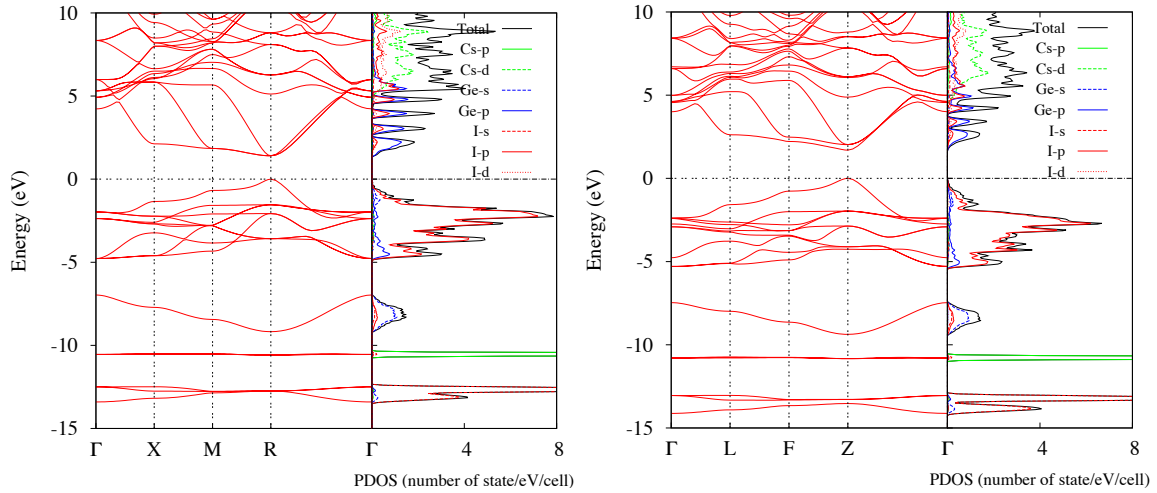 10
5
0
-5
-10
-15
Energy (eV)
Γ X M R Γ 4 8
PDOS (number of state/eV/cell)
Total
Cs-p
Cs-d
Ge-s
Ge-p
I-s
I-p
I-d
10
5
0
-5
-10
-15
Energy (eV)
Γ L F Z Γ 4 8
PDOS (number of state/eV/cell)
Total
Cs-p
Cs-d
Ge-s
Ge-p
I-s
I-p
I-d